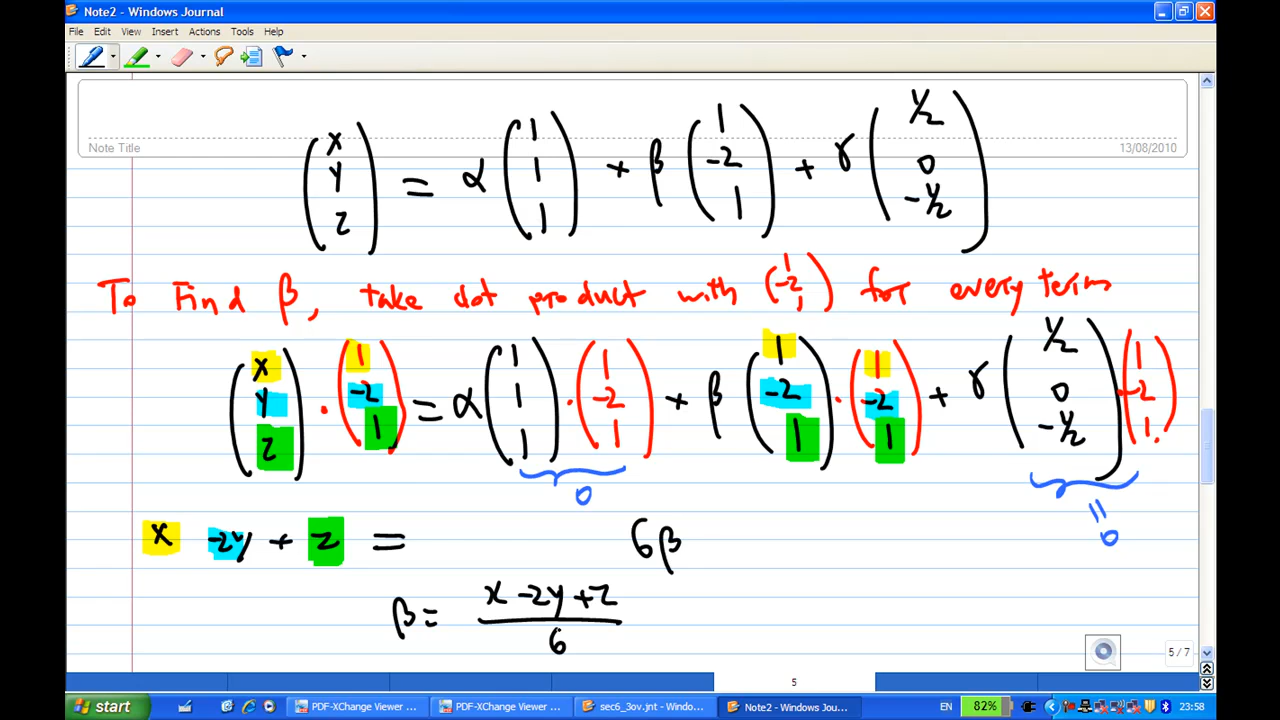 Note2 - Windows Journal
File Edit View Insert Actions Tools Help
Note Title 13/08/2010
(x y z) = α (1 1 1) + β (1 -2 1) + γ (1/2 0 -1/2)
To Find β, take dot product with (1 -2 1) for every term
(x y z) · (1 -2 1) = α (1 1 1) · (1 -2 1) + β (1 -2 1) · (1 -2 1) + γ (1/2 0 -1/2) · (1 -2 1)
0
= 0
x -2y + z = 6β
β = (x - 2y + z)/6
5 / 7
5
start PDF-XChange Viewer ... PDF-XChange Viewer ... sec6_3ov.jnt - Windo... Note2 - Windows Jou... EN 82% 23:58